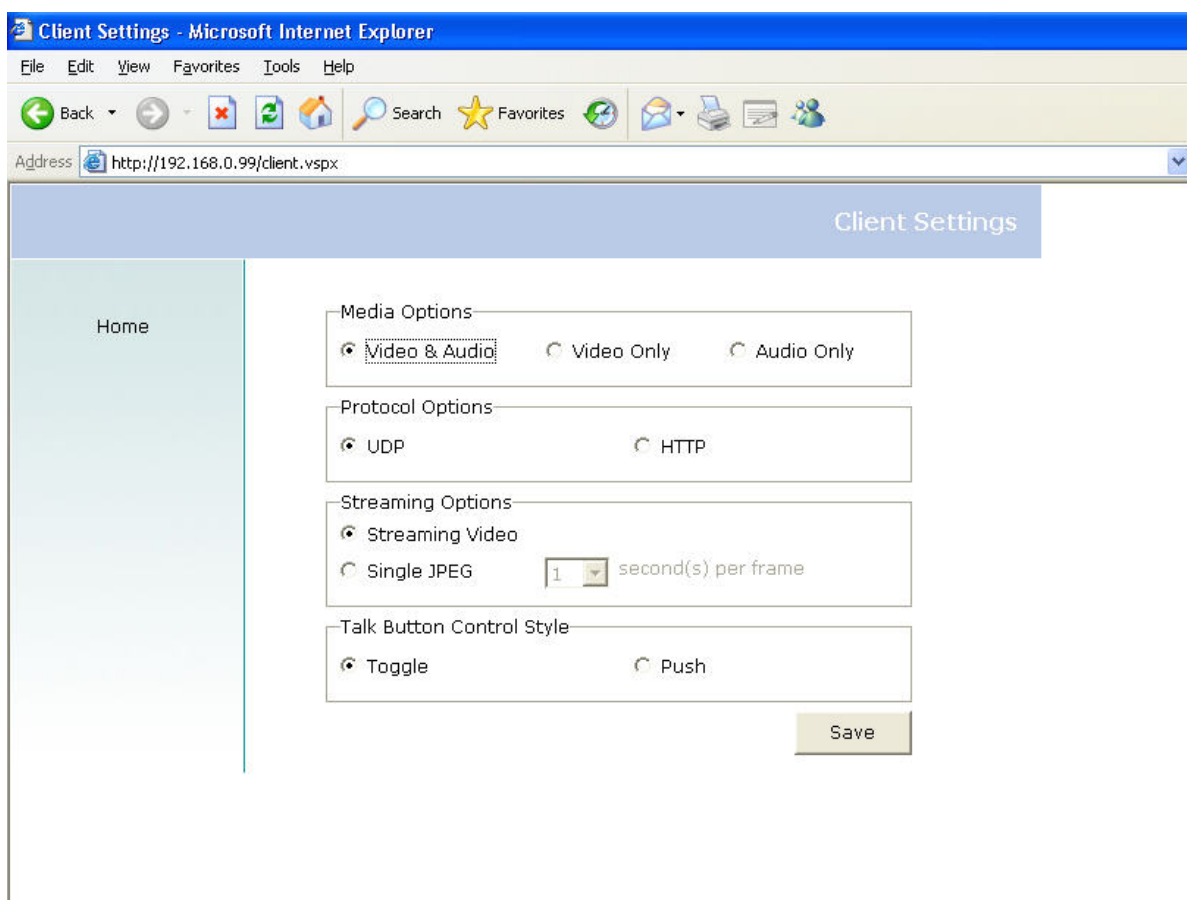 Client Settings - Microsoft Internet Explorer
File Edit View Favorites Tools Help
Back Search Favorites
Address http://192.168.0.99/client.vspx
Client Settings
Home
Media Options
Video & Audio Video Only Audio Only
Protocol Options
UDP HTTP
Streaming Options
Streaming Video
Single JPEG 1 second(s) per frame
Talk Button Control Style
Toggle Push
Save